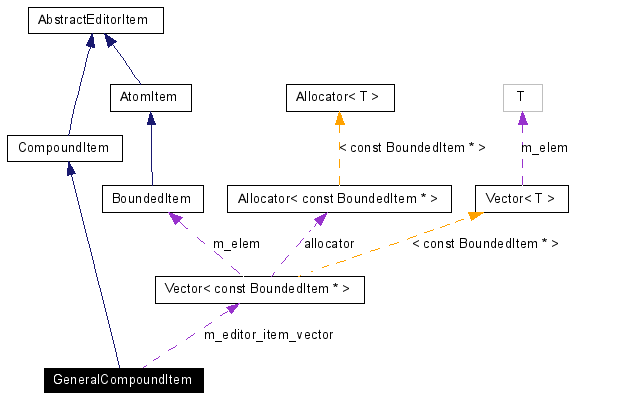 AbstractEditorItem
AtomItem
Allocator< T >
T
CompoundItem
< const BoundedItem * >
m_elem
BoundedItem
Allocator< const BoundedItem * >
Vector< T >
m_elem
allocator
< const BoundedItem * >
Vector< const BoundedItem * >
m_editor_item_vector
GeneralCompoundItem